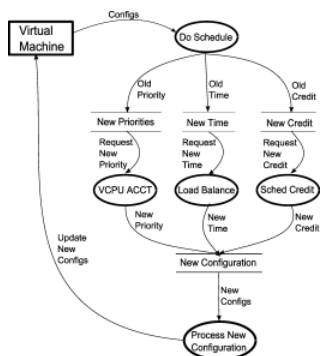 Virtual
Machine
Configs
Do Schedule
Old
Priority
Old
Time
Old
Credit
New Priorities
New Time
New Credit
Request
New
Priority
Request
New
Time
Request
New
Credit
VCPU ACCT
Load Balance
Sched Credit
New
Priority
New
Time
New
Credit
Update
New
Configs
New Configuration
New
Configs
Process New
Configuration